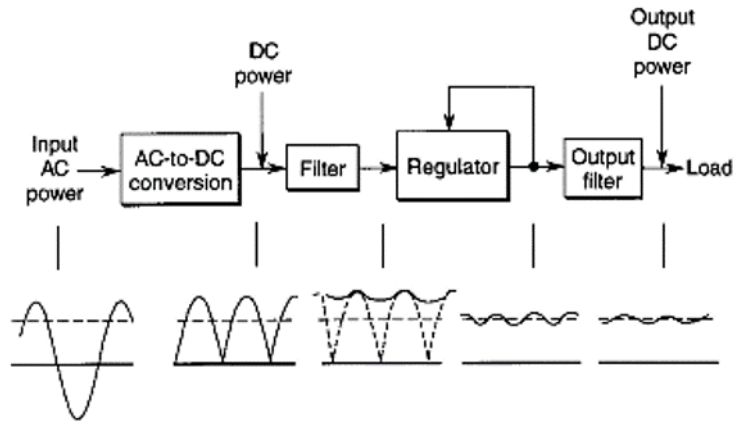 Output
DC
power
DC
power
Input
AC
power
AC-to-DC
conversion
Filter
Regulator
Output
filter
Load